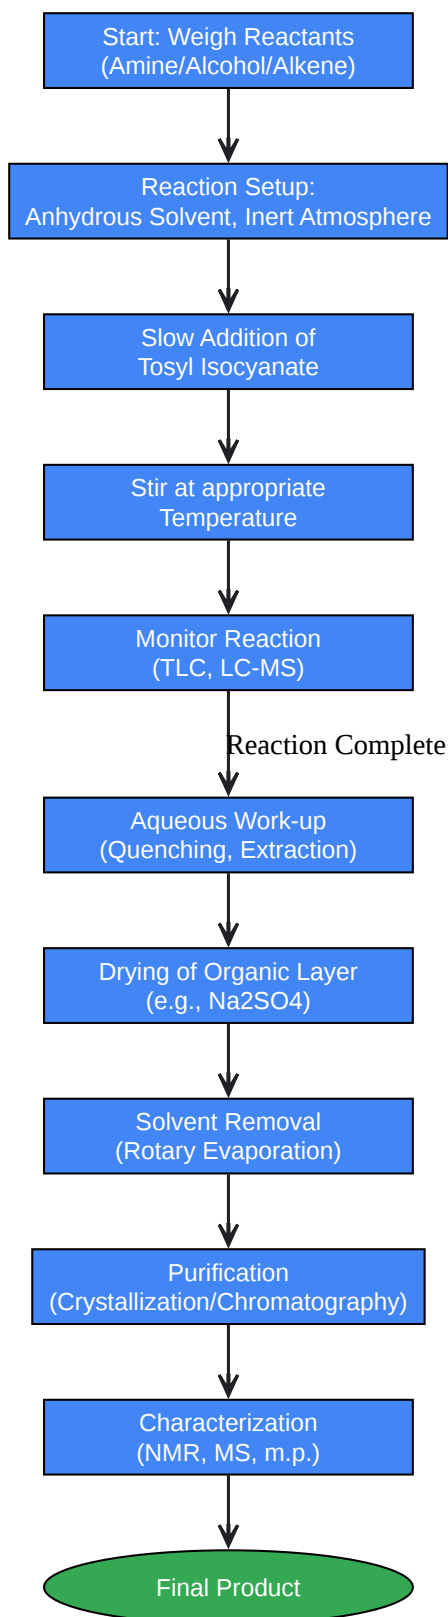 Start: Weigh Reactants
(Amine/Alcohol/Alkene)
Reaction Setup:
Anhydrous Solvent, Inert Atmosphere
Slow Addition of
Tosyl Isocyanate
Stir at appropriate
Temperature
Monitor Reaction
(TLC, LC-MS)
Reaction Complete
Aqueous Work-up
(Quenching, Extraction)
Drying of Organic Layer
(e.g., Na2SO4)
Solvent Removal
(Rotary Evaporation)
Purification
(Crystallization/Chromatography)
Characterization
(NMR, MS, m.p.)
Final Product